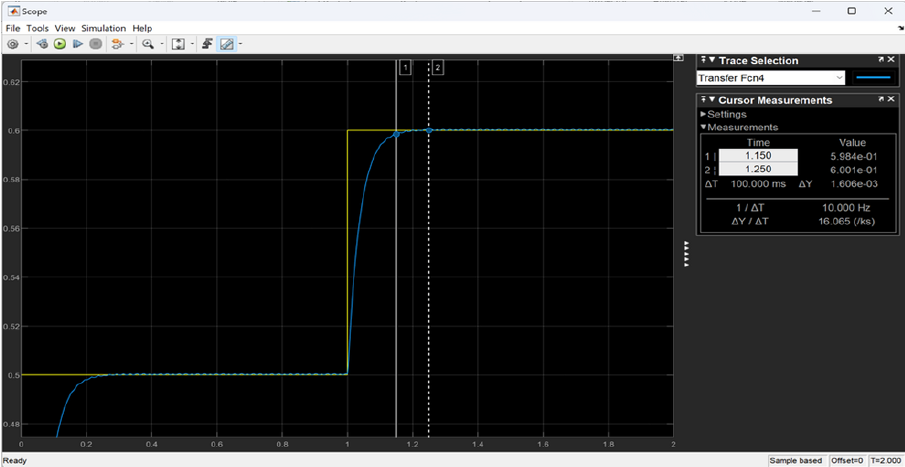 Scope
File Tools View Simulation Help
Trace Selection
Transfer Fcn4
Cursor Measurements
Settings
Measurements
Time Value
1 | 1.150 5.984e-01
2 | 1.250 6.001e-01
ΔT 100.000 ms ΔY 1.606e-03
1 / ΔT 10.000 Hz
ΔY / ΔT 16.065 (/ks)
1 2
0.62
0.6
0.58
0.56
0.54
0.52
0.5
0.48
0 0.2 0.4 0.6 0.8 1 1.2 1.4 1.6 1.8 2
Ready Sample based Offset=0 T=2.000